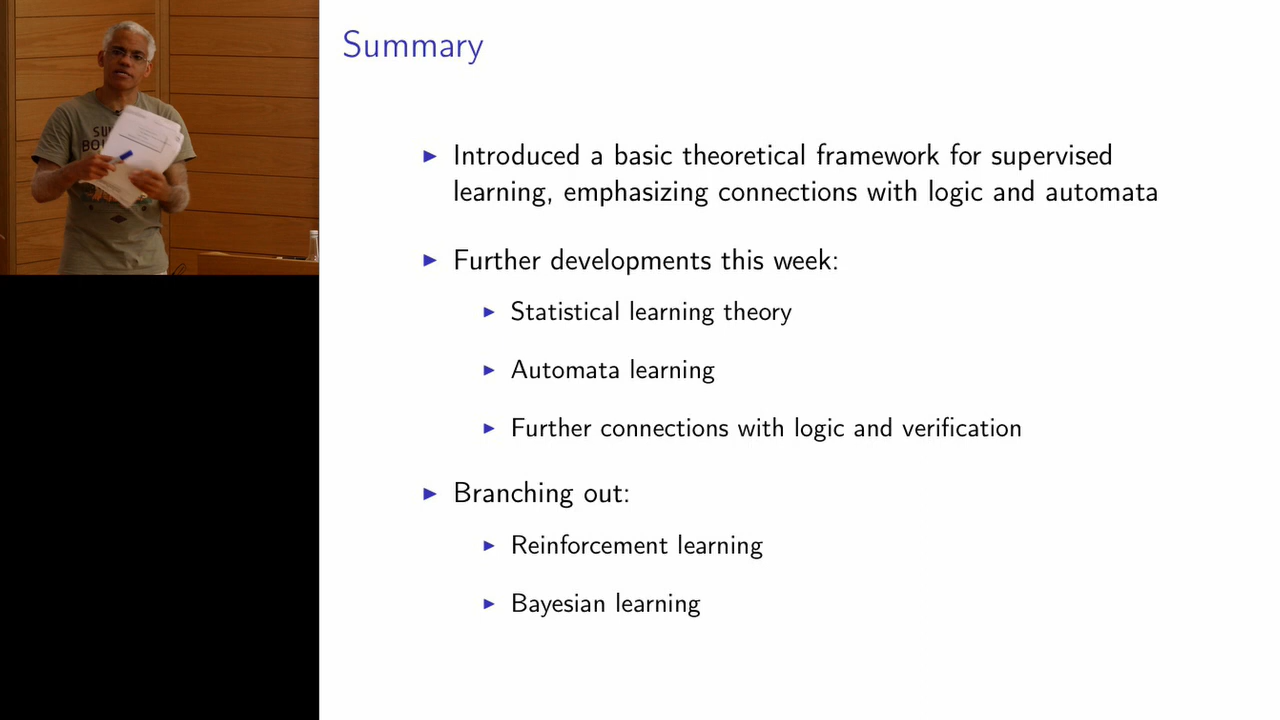 Summary
▶ Introduced a basic theoretical framework for supervised
learning, emphasizing connections with logic and automata
▶ Further developments this week:
▶ Statistical learning theory
▶ Automata learning
▶ Further connections with logic and verification
▶ Branching out:
▶ Reinforcement learning
▶ Bayesian learning